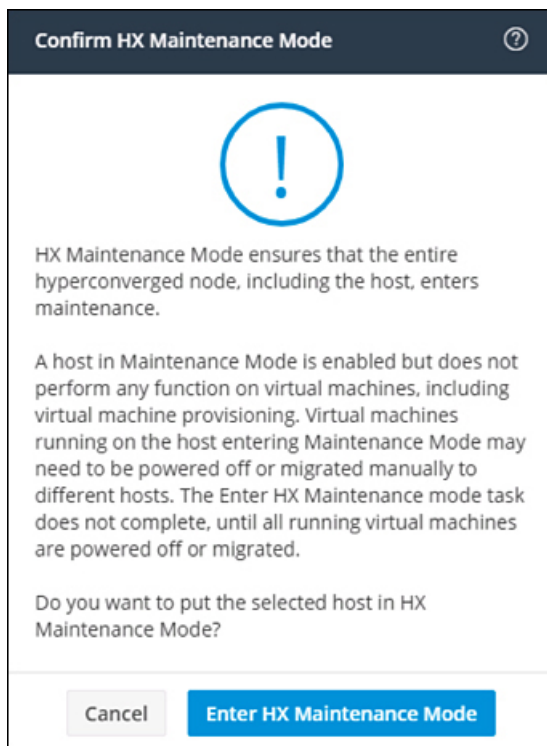 Confirm HX Maintenance Mode
HX Maintenance Mode ensures that the entire
hyperconverged node, including the host, enters
maintenance.
A host in Maintenance Mode is enabled but does not
perform any function on virtual machines, including
virtual machine provisioning. Virtual machines
running on the host entering Maintenance Mode may
need to be powered off or migrated manually to
different hosts. The Enter HX Maintenance mode task
does not complete, until all running virtual machines
are powered off or migrated.
Do you want to put the selected host in HX
Maintenance Mode?
Cancel
Enter HX Maintenance Mode